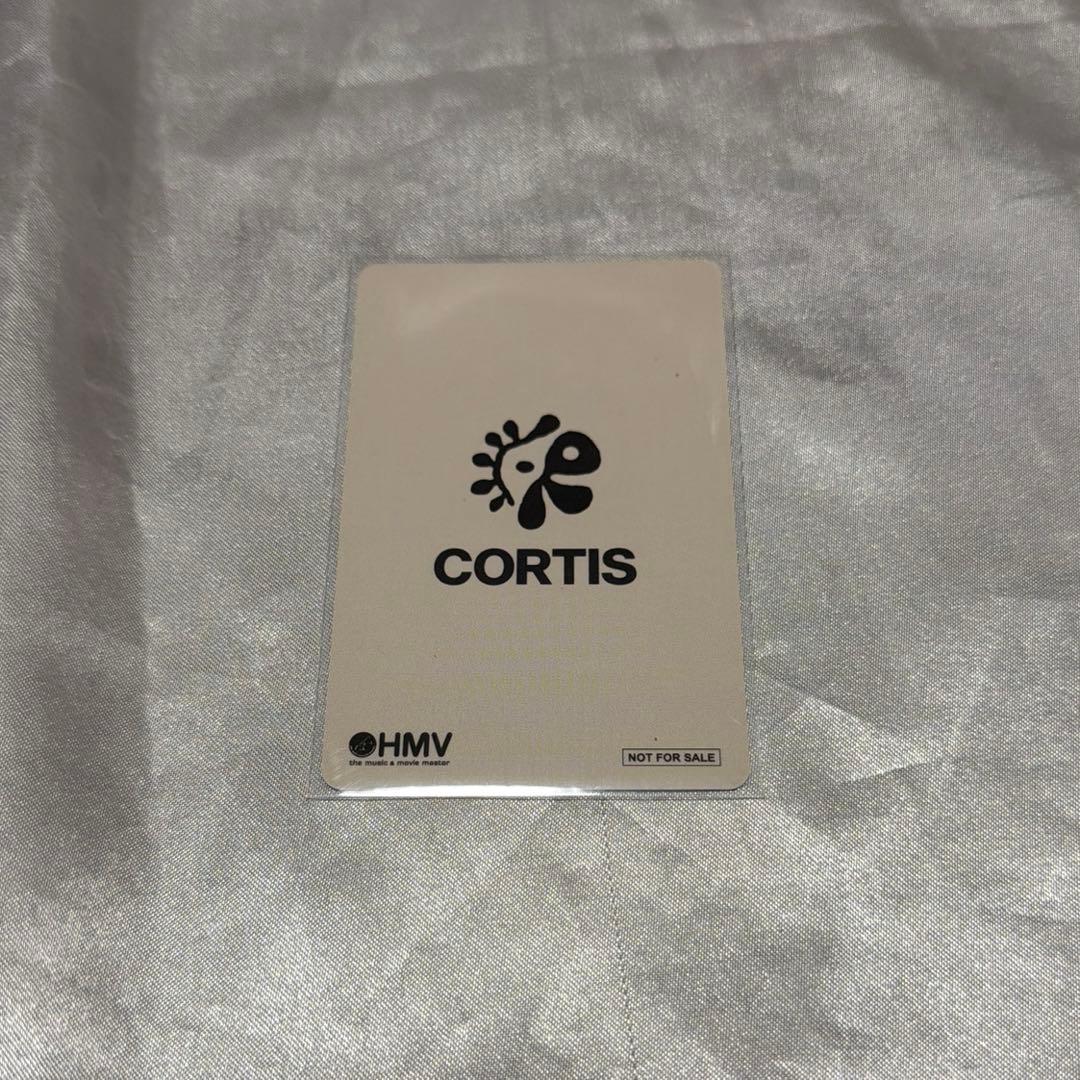 CORTIS
HMV
the music & movie master
NOT FOR SALE